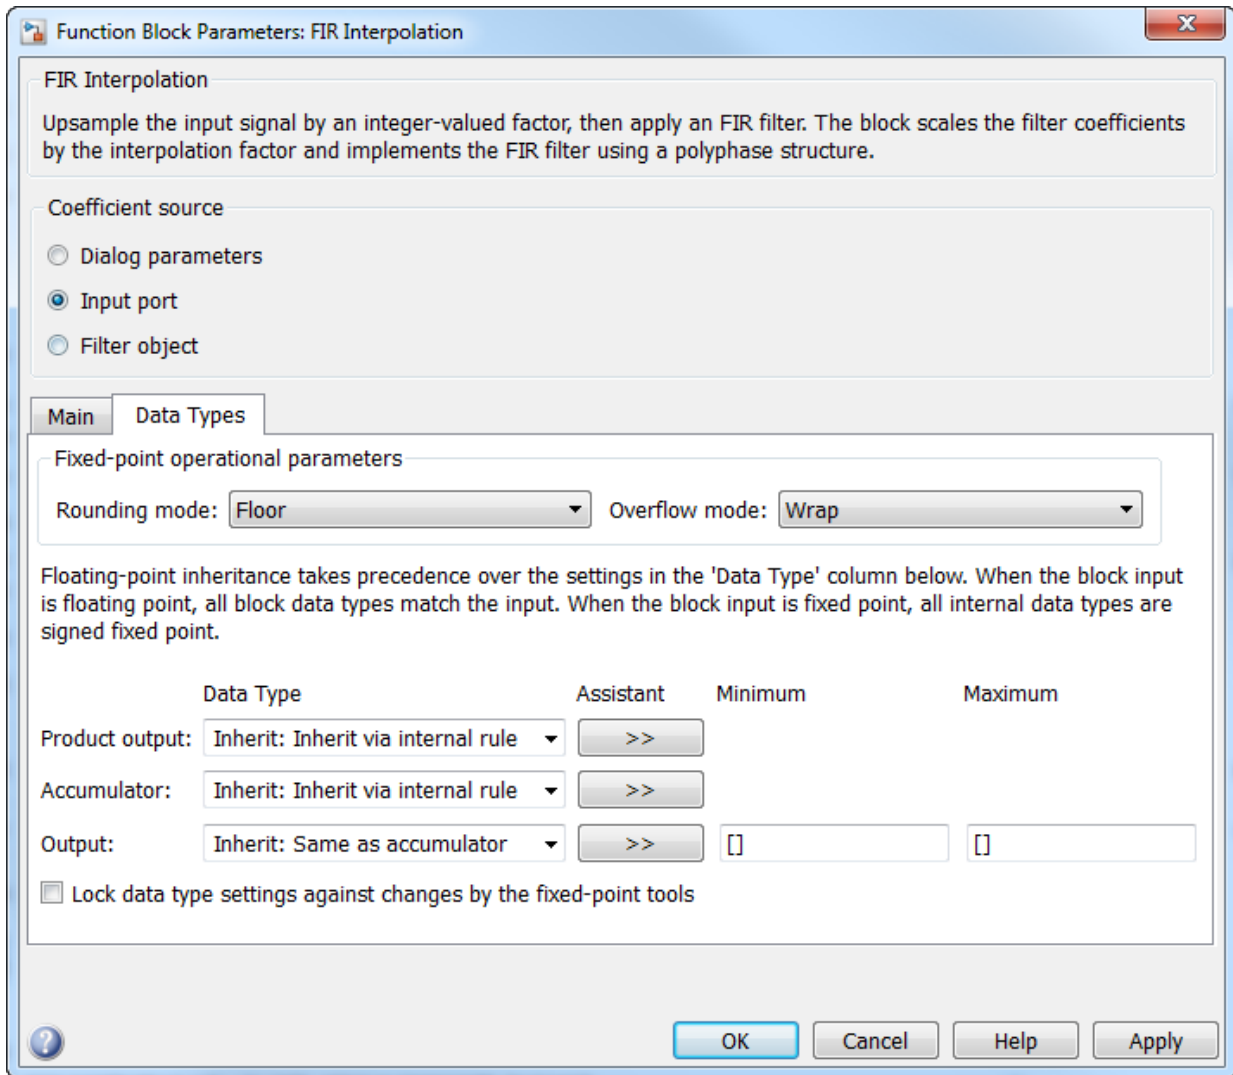 Function Block Parameters: FIR Interpolation
X
FIR Interpolation
Upsample the input signal by an integer-valued factor, then apply an FIR filter. The block scales the filter coefficients
by the interpolation factor and implements the FIR filter using a polyphase structure.
Coefficient source
Dialog parameters
Input port
Filter object
Main Data Types
Fixed-point operational parameters
Rounding mode: Floor Overflow mode: Wrap
Floating-point inheritance takes precedence over the settings in the 'Data Type' column below. When the block input
is floating point, all block data types match the input. When the block input is fixed point, all internal data types are
signed fixed point.
Data Type Assistant Minimum Maximum
Product output: Inherit: Inherit via internal rule >>
Accumulator: Inherit: Inherit via internal rule >>
Output: Inherit: Same as accumulator >> [] []
Lock data type settings against changes by the fixed-point tools
? OK Cancel Help Apply